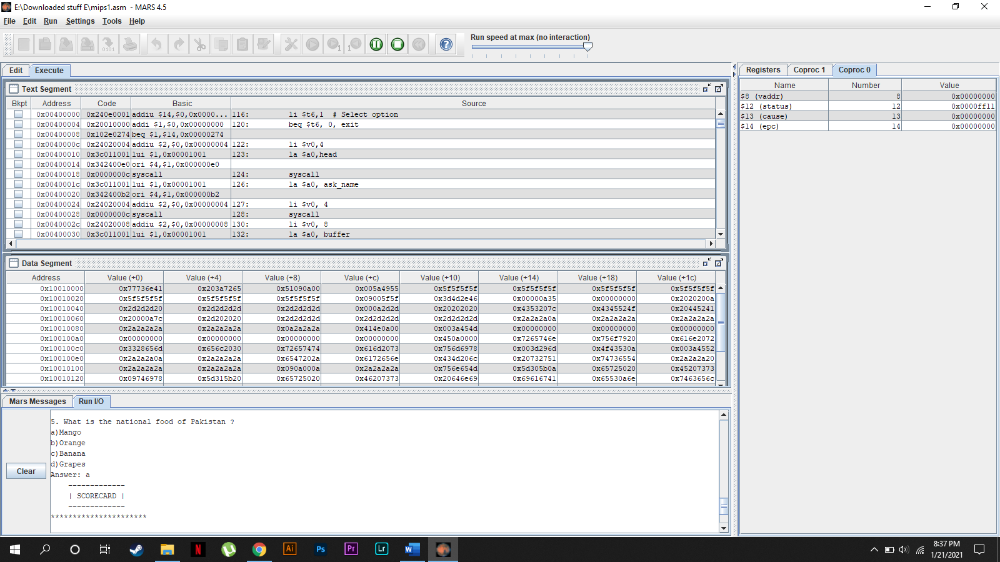 E:\Downloaded stuff E\mips1.asm - MARS 4.5
File Edit Run Settings Tools Help
Run speed at max (no interaction)
Edit Execute
Text Segment
Bkpt Address Code Basic Source
0x00400000 0x240e0001 addiu $14,$0,0x0000... 116: li $t6,1 # Select option
0x00400004 0x20010000 addi $1,$0,0x00000000 120: beq $t6, 0, exit
0x00400008 0x102e0274 beq $1,$14,0x00000274
0x0040000c 0x24020004 addiu $2,$0,0x00000004 122: li $v0,4
0x00400010 0x3c011001 lui $1,0x00001001 123: la $a0,head
0x00400014 0x342400e0 ori $4,$1,0x000000e0
0x00400018 0x0000000c syscall 124: syscall
0x0040001c 0x3c011001 lui $1,0x00001001 126: la $a0, ask_name
0x00400020 0x342400b2 ori $4,$1,0x000000b2
0x00400024 0x24020004 addiu $2,$0,0x00000004 127: li $v0, 4
0x00400028 0x0000000c syscall 128: syscall
0x0040002c 0x24020008 addiu $2,$0,0x00000008 130: li $v0, 8
0x00400030 0x3c011001 lui $1,0x00001001 132: la $a0, buffer
Data Segment
Address Value (+0) Value (+4) Value (+8) Value (+c) Value (+10) Value (+14) Value (+18) Value (+1c)
0x10010000 0x77736e41 0x203a7265 0x51090a00 0x005a4955 0x5f5f5f5f 0x5f5f5f5f 0x5f5f5f5f 0x5f5f5f5f
0x10010020 0x5f5f5f5f 0x5f5f5f5f 0x5f5f5f5f 0x09005f5f 0x3d4d2e46 0x00000a35 0x00000000 0x2020200a
0x10010040 0x2d2d2d20 0x2d2d2d2d 0x2d2d2d2d 0x000a2d2d 0x20202020 0x4353207c 0x4345524f 0x20445241
0x10010060 0x20000a7c 0x2d202020 0x2d2d2d2d 0x2d2d2d2d 0x2d2d2d2d 0x2a2a2a0a 0x2a2a2a2a 0x2a2a2a2a
0x10010080 0x2a2a2a2a 0x2a2a2a2a 0x0a2a2a2a 0x414e0a00 0x003a454d 0x00000000 0x00000000 0x00000000
0x100100a0 0x00000000 0x00000000 0x00000000 0x00000000 0x450a0000 0x7265746e 0x756f7920 0x616e2072
0x100100c0 0x3328656d 0x656c2030 0x72657474 0x616d2073 0x756d6978 0x003d296d 0x4f43530a 0x003a4552
0x100100e0 0x2a2a2a0a 0x2a2a2a2a 0x6547202a 0x6172656e 0x434d206c 0x20732751 0x74736554 0x2a2a2a20
0x10010100 0x2a2a2a2a 0x2a2a2a2a 0x090a000a 0x2a2a2a2a 0x756e654d 0x5d305b0a 0x65725020 0x45207373
0x10010120 0x09746978 0x5d315b20 0x65725020 0x46207373 0x20646e69 0x69616741 0x65530a6e 0x7463656c
Mars Messages Run I/O
Clear
5. What is the national food of Pakistan ?
a)Mango
b)Orange
c)Banana
d)Grapes
Answer: a
-------------
| SCORECARD |
-------------
**********************
Registers Coproc 1 Coproc 0
Name Number Value
$8 (vaddr) 8 0x00000000
$12 (status) 12 0x0000ff11
$13 (cause) 13 0x00000000
$14 (epc) 14 0x00000000
8:37 PM
1/21/2021